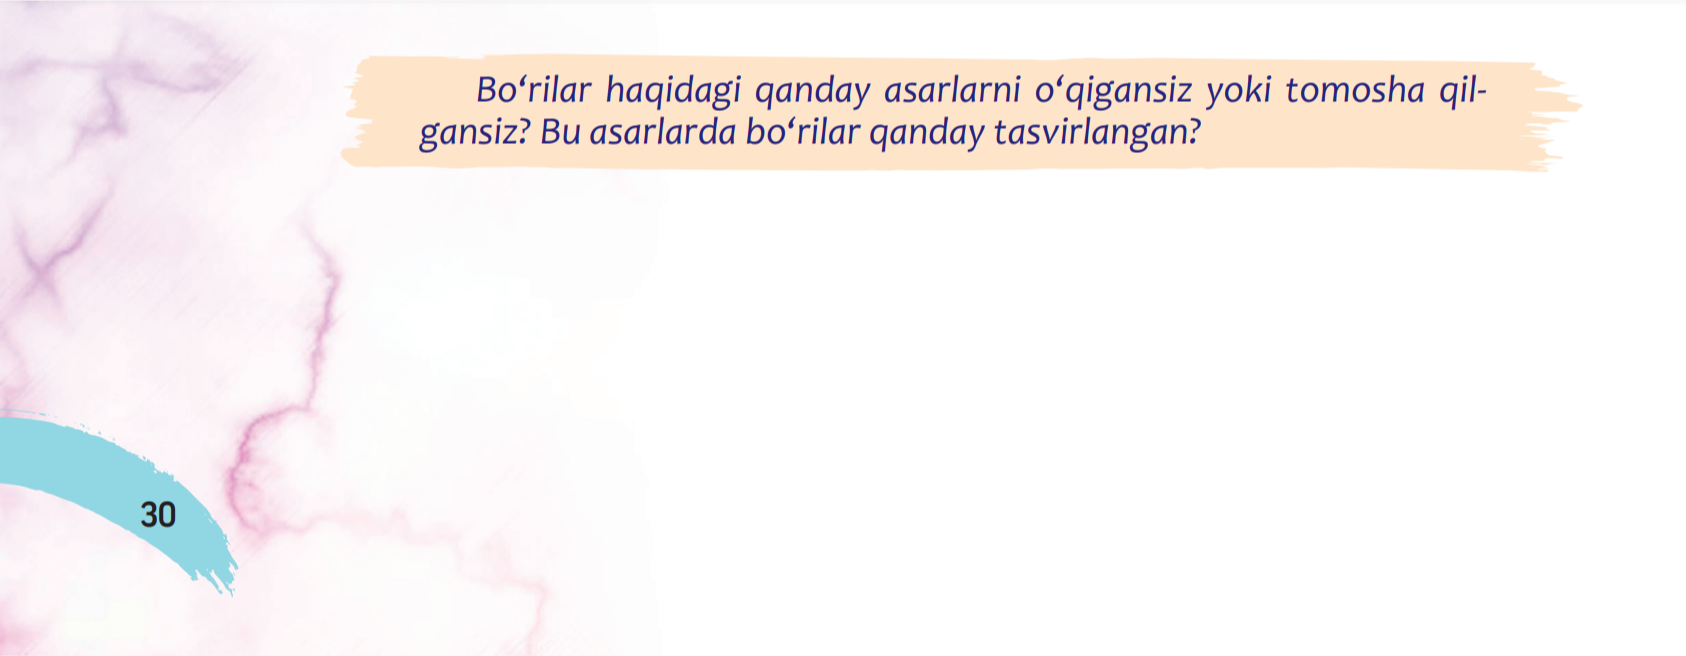 Bo‘rilar haqidagi qanday asarlarni o‘qigansiz yoki tomosha qil-
gansiz? Bu asarlarda bo‘rilar qanday tasvirlangan?
30